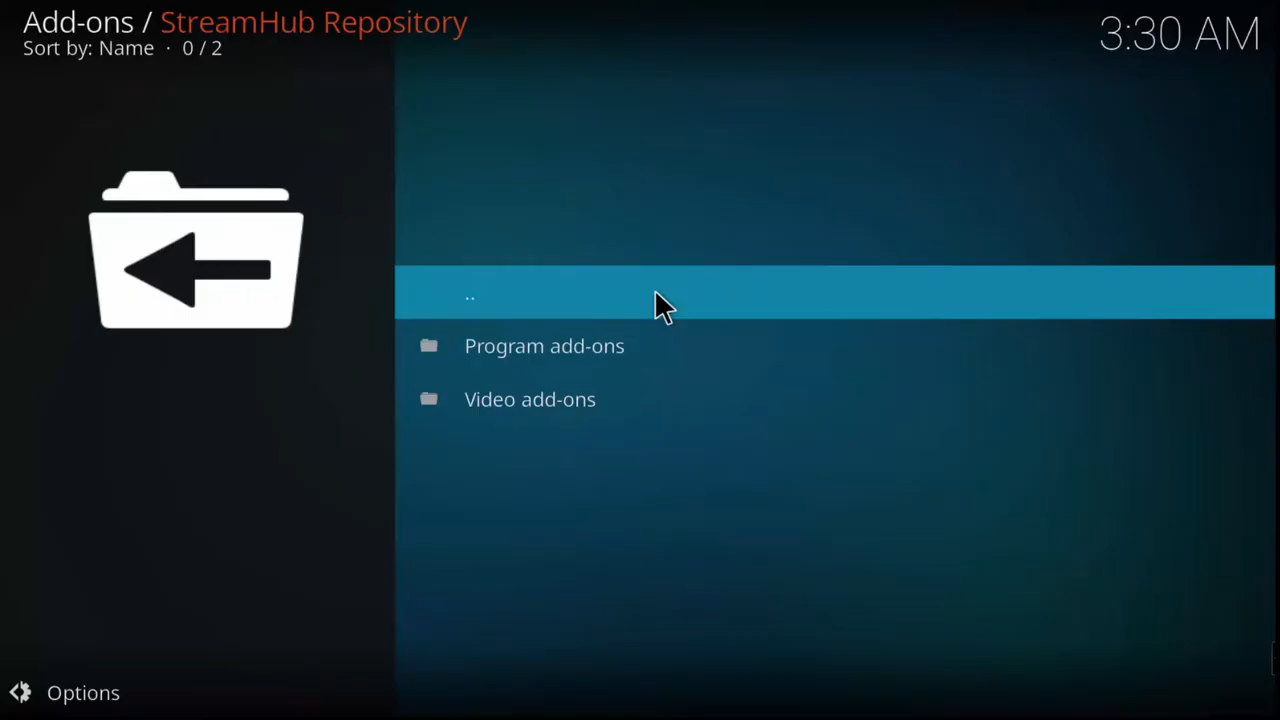 Add-ons / StreamHub Repository
Sort by: Name · 0 / 2
3:30 AM
..
Program add-ons
Video add-ons
Options